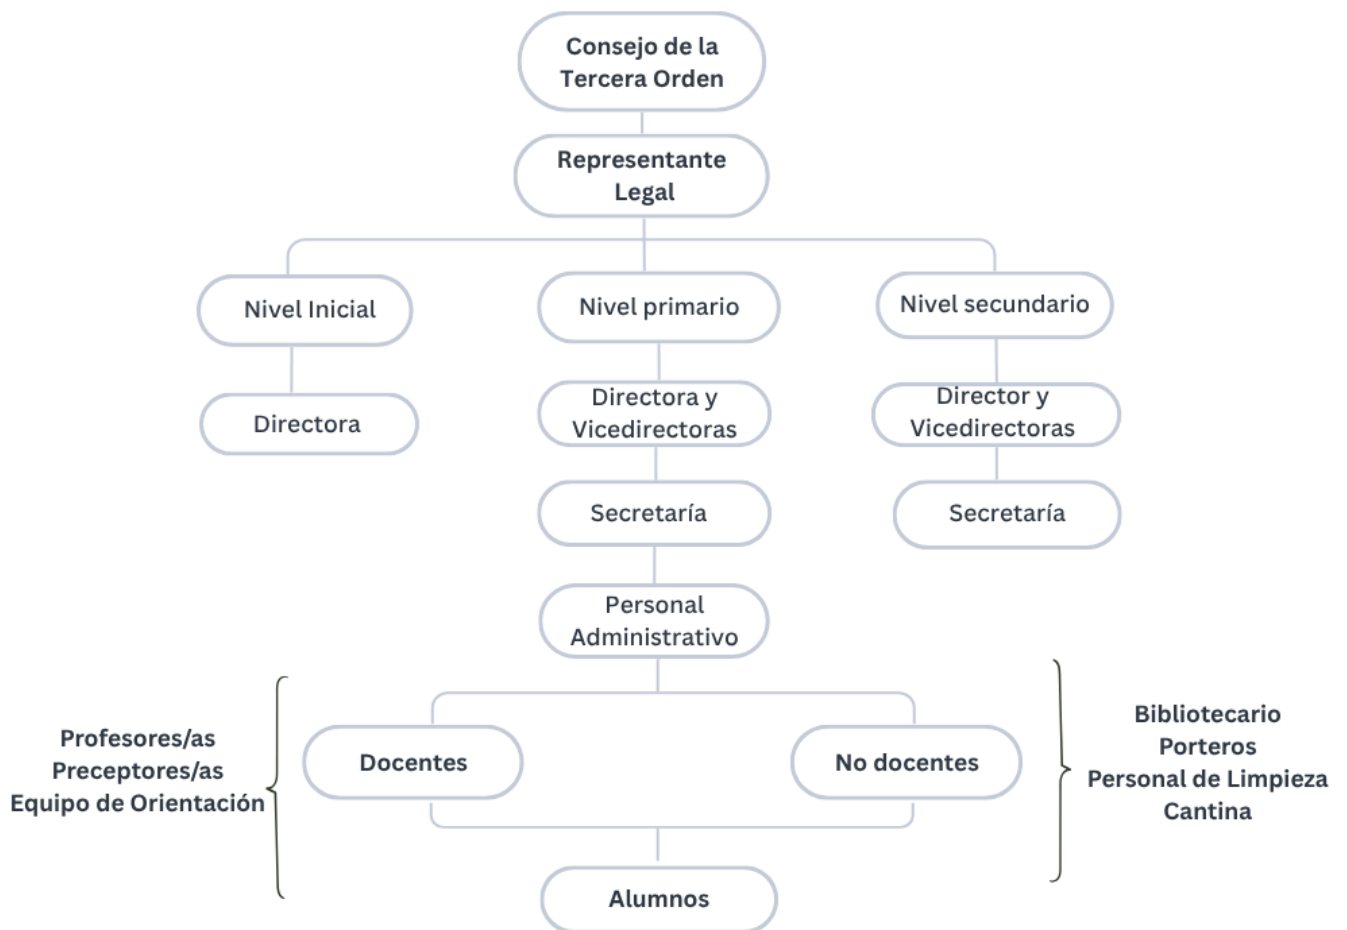 Consejo de la
Tercera Orden
Representante
Legal
Nivel Inicial
Nivel primario
Nivel secundario
Directora
Directora y
Vicedirectoras
Director y
Vicedirectoras
Secretaría
Secretaría
Personal
Administrativo
Profesores/as
Preceptores/as
Equipo de Orientación
Docentes
No docentes
Bibliotecario
Porteros
Personal de Limpieza
Cantina
Alumnos